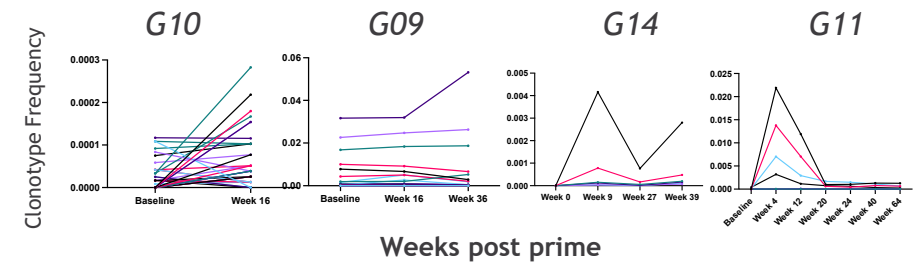 G10 G09 G14 G11
Clonotype Frequency
0.0003
0.0002
0.0001
0.0000
Baseline Week 16
0.06
0.04
0.02
0.00
Baseline Week 16 Week 36
0.005
0.004
0.003
0.002
0.001
0.000
Week 0 Week 9 Week 27 Week 39
0.025
0.020
0.015
0.010
0.005
0.000
Baseline Week 4 Week 12 Week 20 Week 24 Week 40 Week 64
Weeks post prime